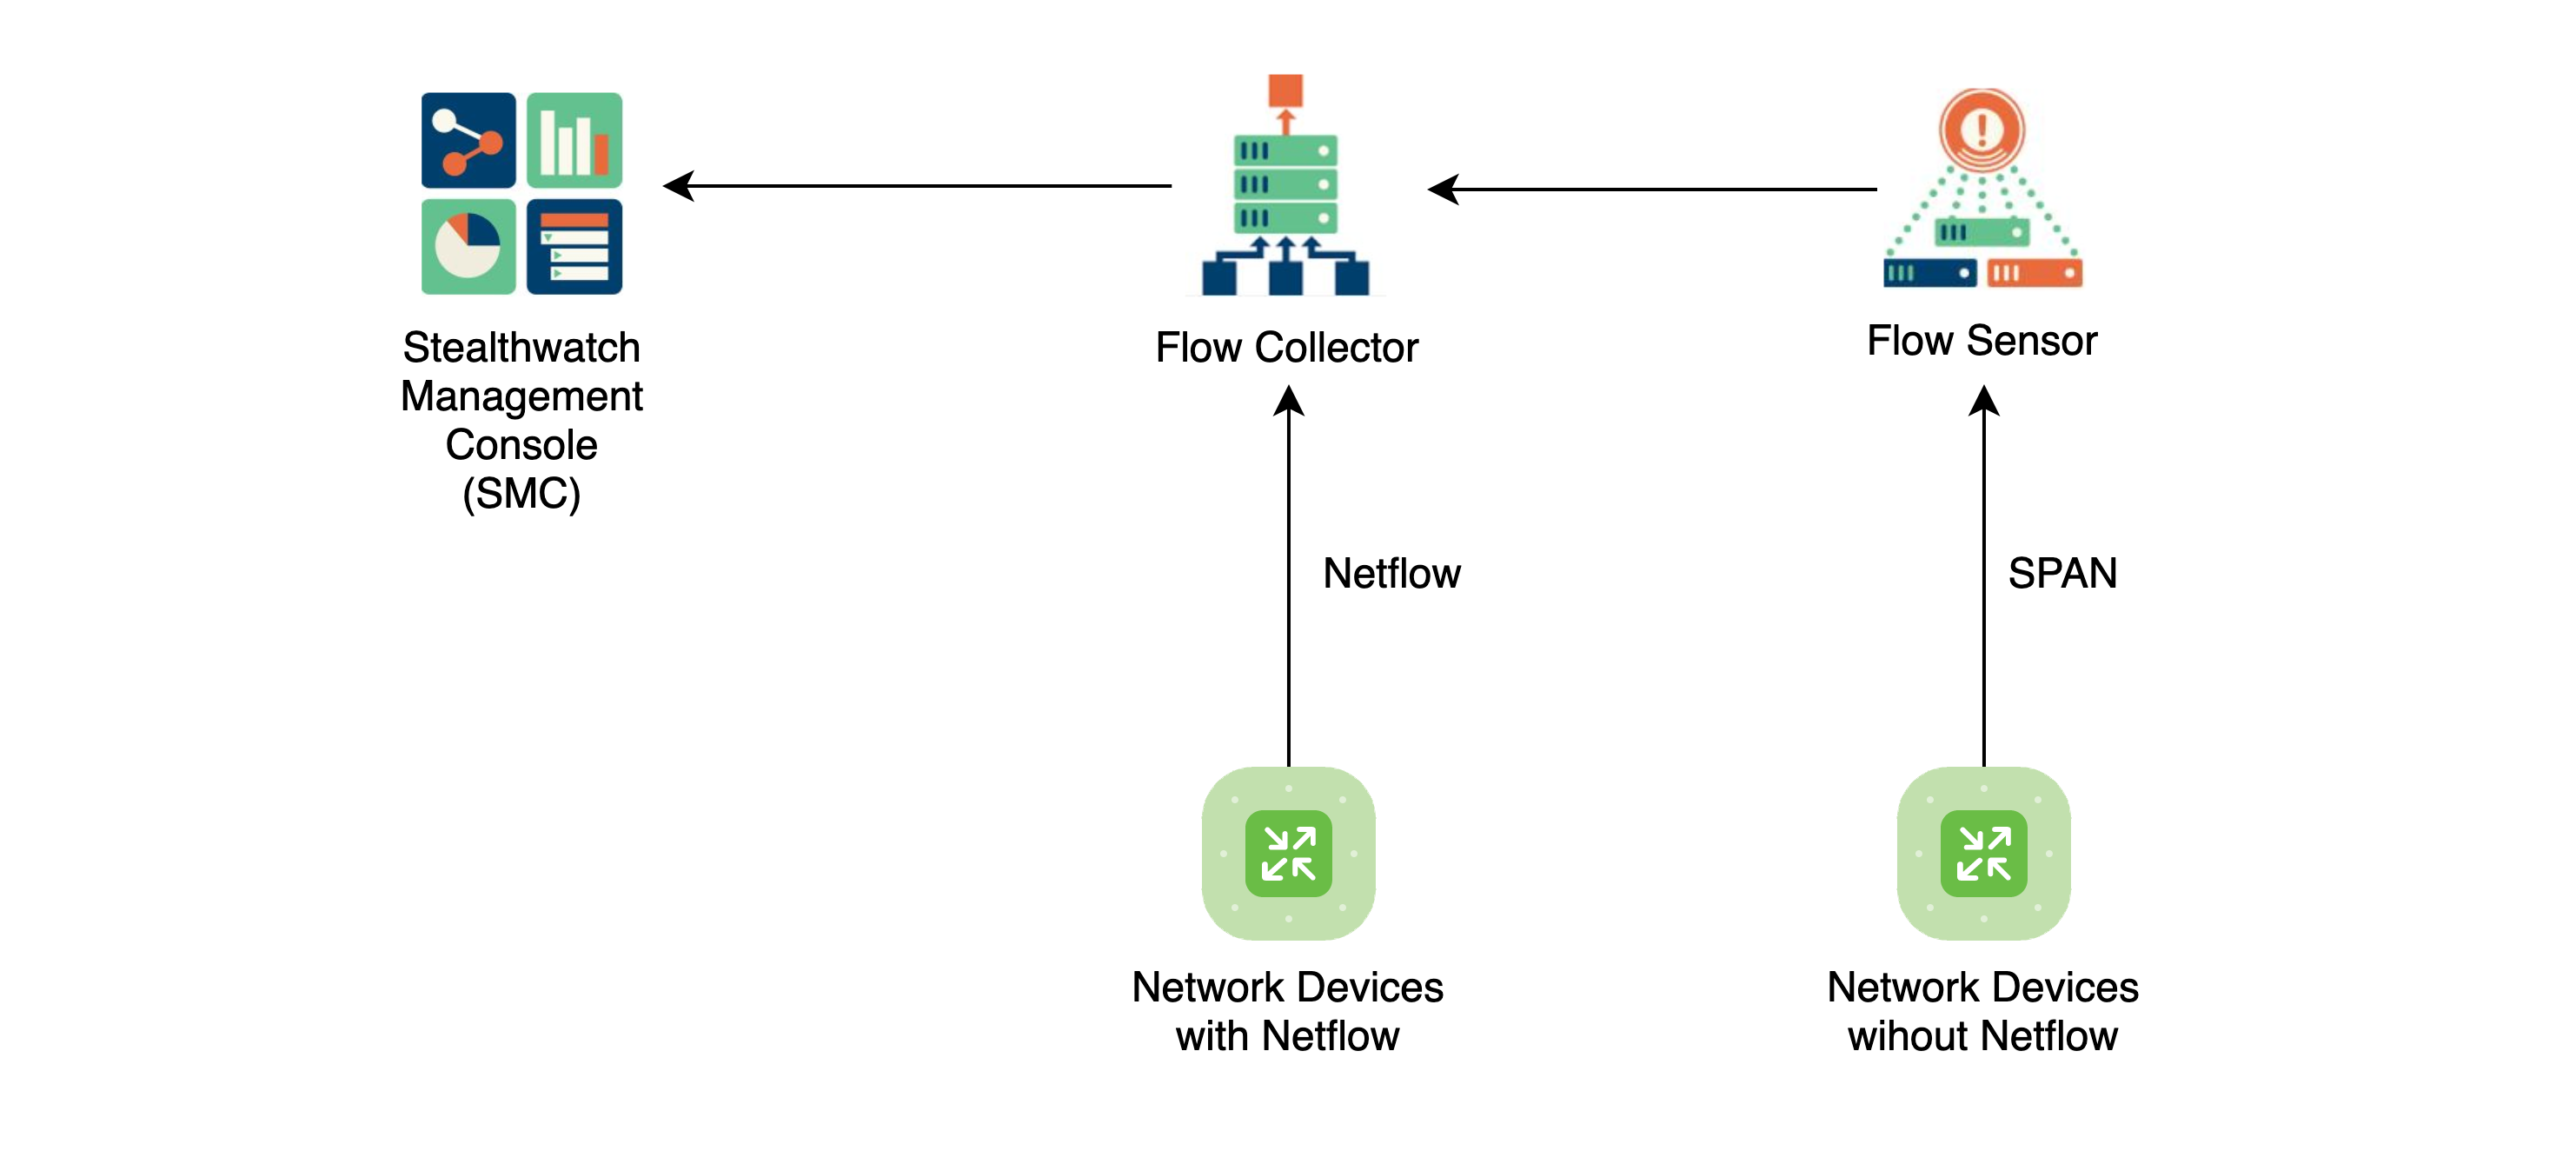 Stealthwatch
Management
Console
(SMC)
Flow Collector
Flow Sensor
Netflow
SPAN
Network Devices
with Netflow
Network Devices
wihout Netflow